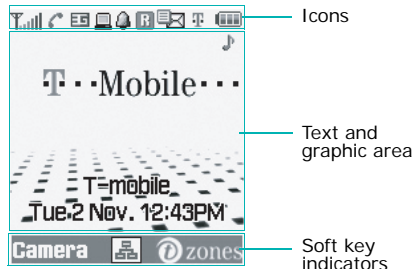 Icons
T··Mobile···
Text and
graphic area
T-mobile
Tue.2 Nov. 12:43PM
Camera
zones
Soft key
indicators